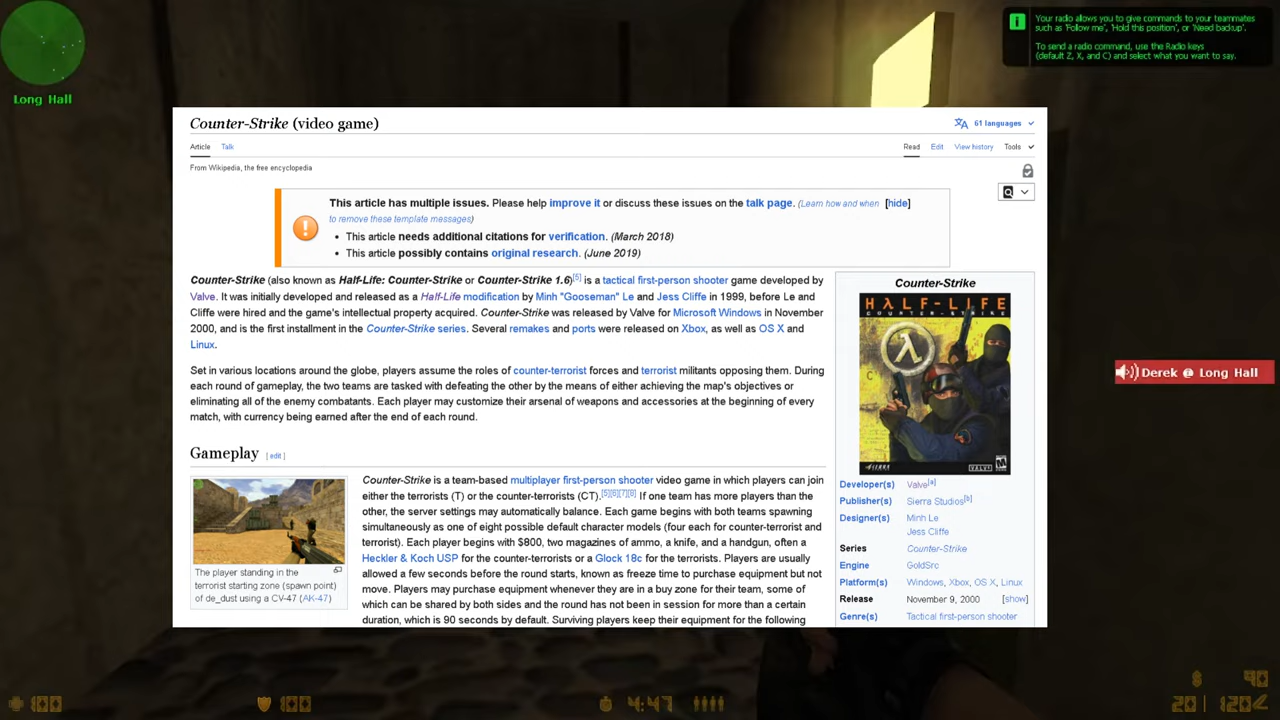 Your radio allows you to give commands to your teammates
such as 'Follow me', 'Hold this position', or 'Need backup'.
To send a radio command, use the Radio keys
(default Z, X, and C) and select what you want to say.
Long Hall
Counter-Strike (video game)
61 languages
Article Talk
Read Edit View history Tools
From Wikipedia, the free encyclopedia
This article has multiple issues. Please help improve it or discuss these issues on the talk page. (Learn how and when [hide]
to remove these template messages)
• This article needs additional citations for verification. (March 2018)
• This article possibly contains original research. (June 2019)
Counter-Strike (also known as Half-Life: Counter-Strike or Counter-Strike 1.6)[5] is a tactical first-person shooter game developed by
Valve. It was initially developed and released as a Half-Life modification by Minh "Gooseman" Le and Jess Cliffe in 1999, before Le and
Cliffe were hired and the game's intellectual property acquired. Counter-Strike was released by Valve for Microsoft Windows in November
2000, and is the first installment in the Counter-Strike series. Several remakes and ports were released on Xbox, as well as OS X and
Linux.
Set in various locations around the globe, players assume the roles of counter-terrorist forces and terrorist militants opposing them. During
each round of gameplay, the two teams are tasked with defeating the other by the means of either achieving the map's objectives or
eliminating all of the enemy combatants. Each player may customize their arsenal of weapons and accessories at the beginning of every
match, with currency being earned after the end of each round.
Gameplay [ edit ]
Counter-Strike is a team-based multiplayer first-person shooter video game in which players can join
either the terrorists (T) or the counter-terrorists (CT).[5][6][7][8] If one team has more players than the
other, the server settings may automatically balance. Each game begins with both teams spawning
simultaneously as one of eight possible default character models (four each for counter-terrorist and
terrorist). Each player begins with $800, two magazines of ammo, a knife, and a handgun, often a
Heckler & Koch USP for the counter-terrorists or a Glock 18c for the terrorists. Players are usually
allowed a few seconds before the round starts, known as freeze time to purchase equipment but not
move. Players may purchase equipment whenever they are in a buy zone for their team, some of
which can be shared by both sides and the round has not been in session for more than a certain
duration, which is 90 seconds by default. Surviving players keep their equipment for the following
The player standing in the
terrorist starting zone (spawn point)
of de_dust using a CV-47 (AK-47)
Counter-Strike
HΛLF-LIFE
COUNTER-STRIKE
SIERRA
VALVE
Developer(s) Valve[a]
Publisher(s) Sierra Studios[b]
Designer(s) Minh Le
Jess Cliffe
Series Counter-Strike
Engine GoldSrc
Platform(s) Windows, Xbox, OS X, Linux
Release November 9, 2000 [show]
Genre(s) Tactical first-person shooter
Derek @ Long Hall
100
100
4:47
$ 90
20 | 120